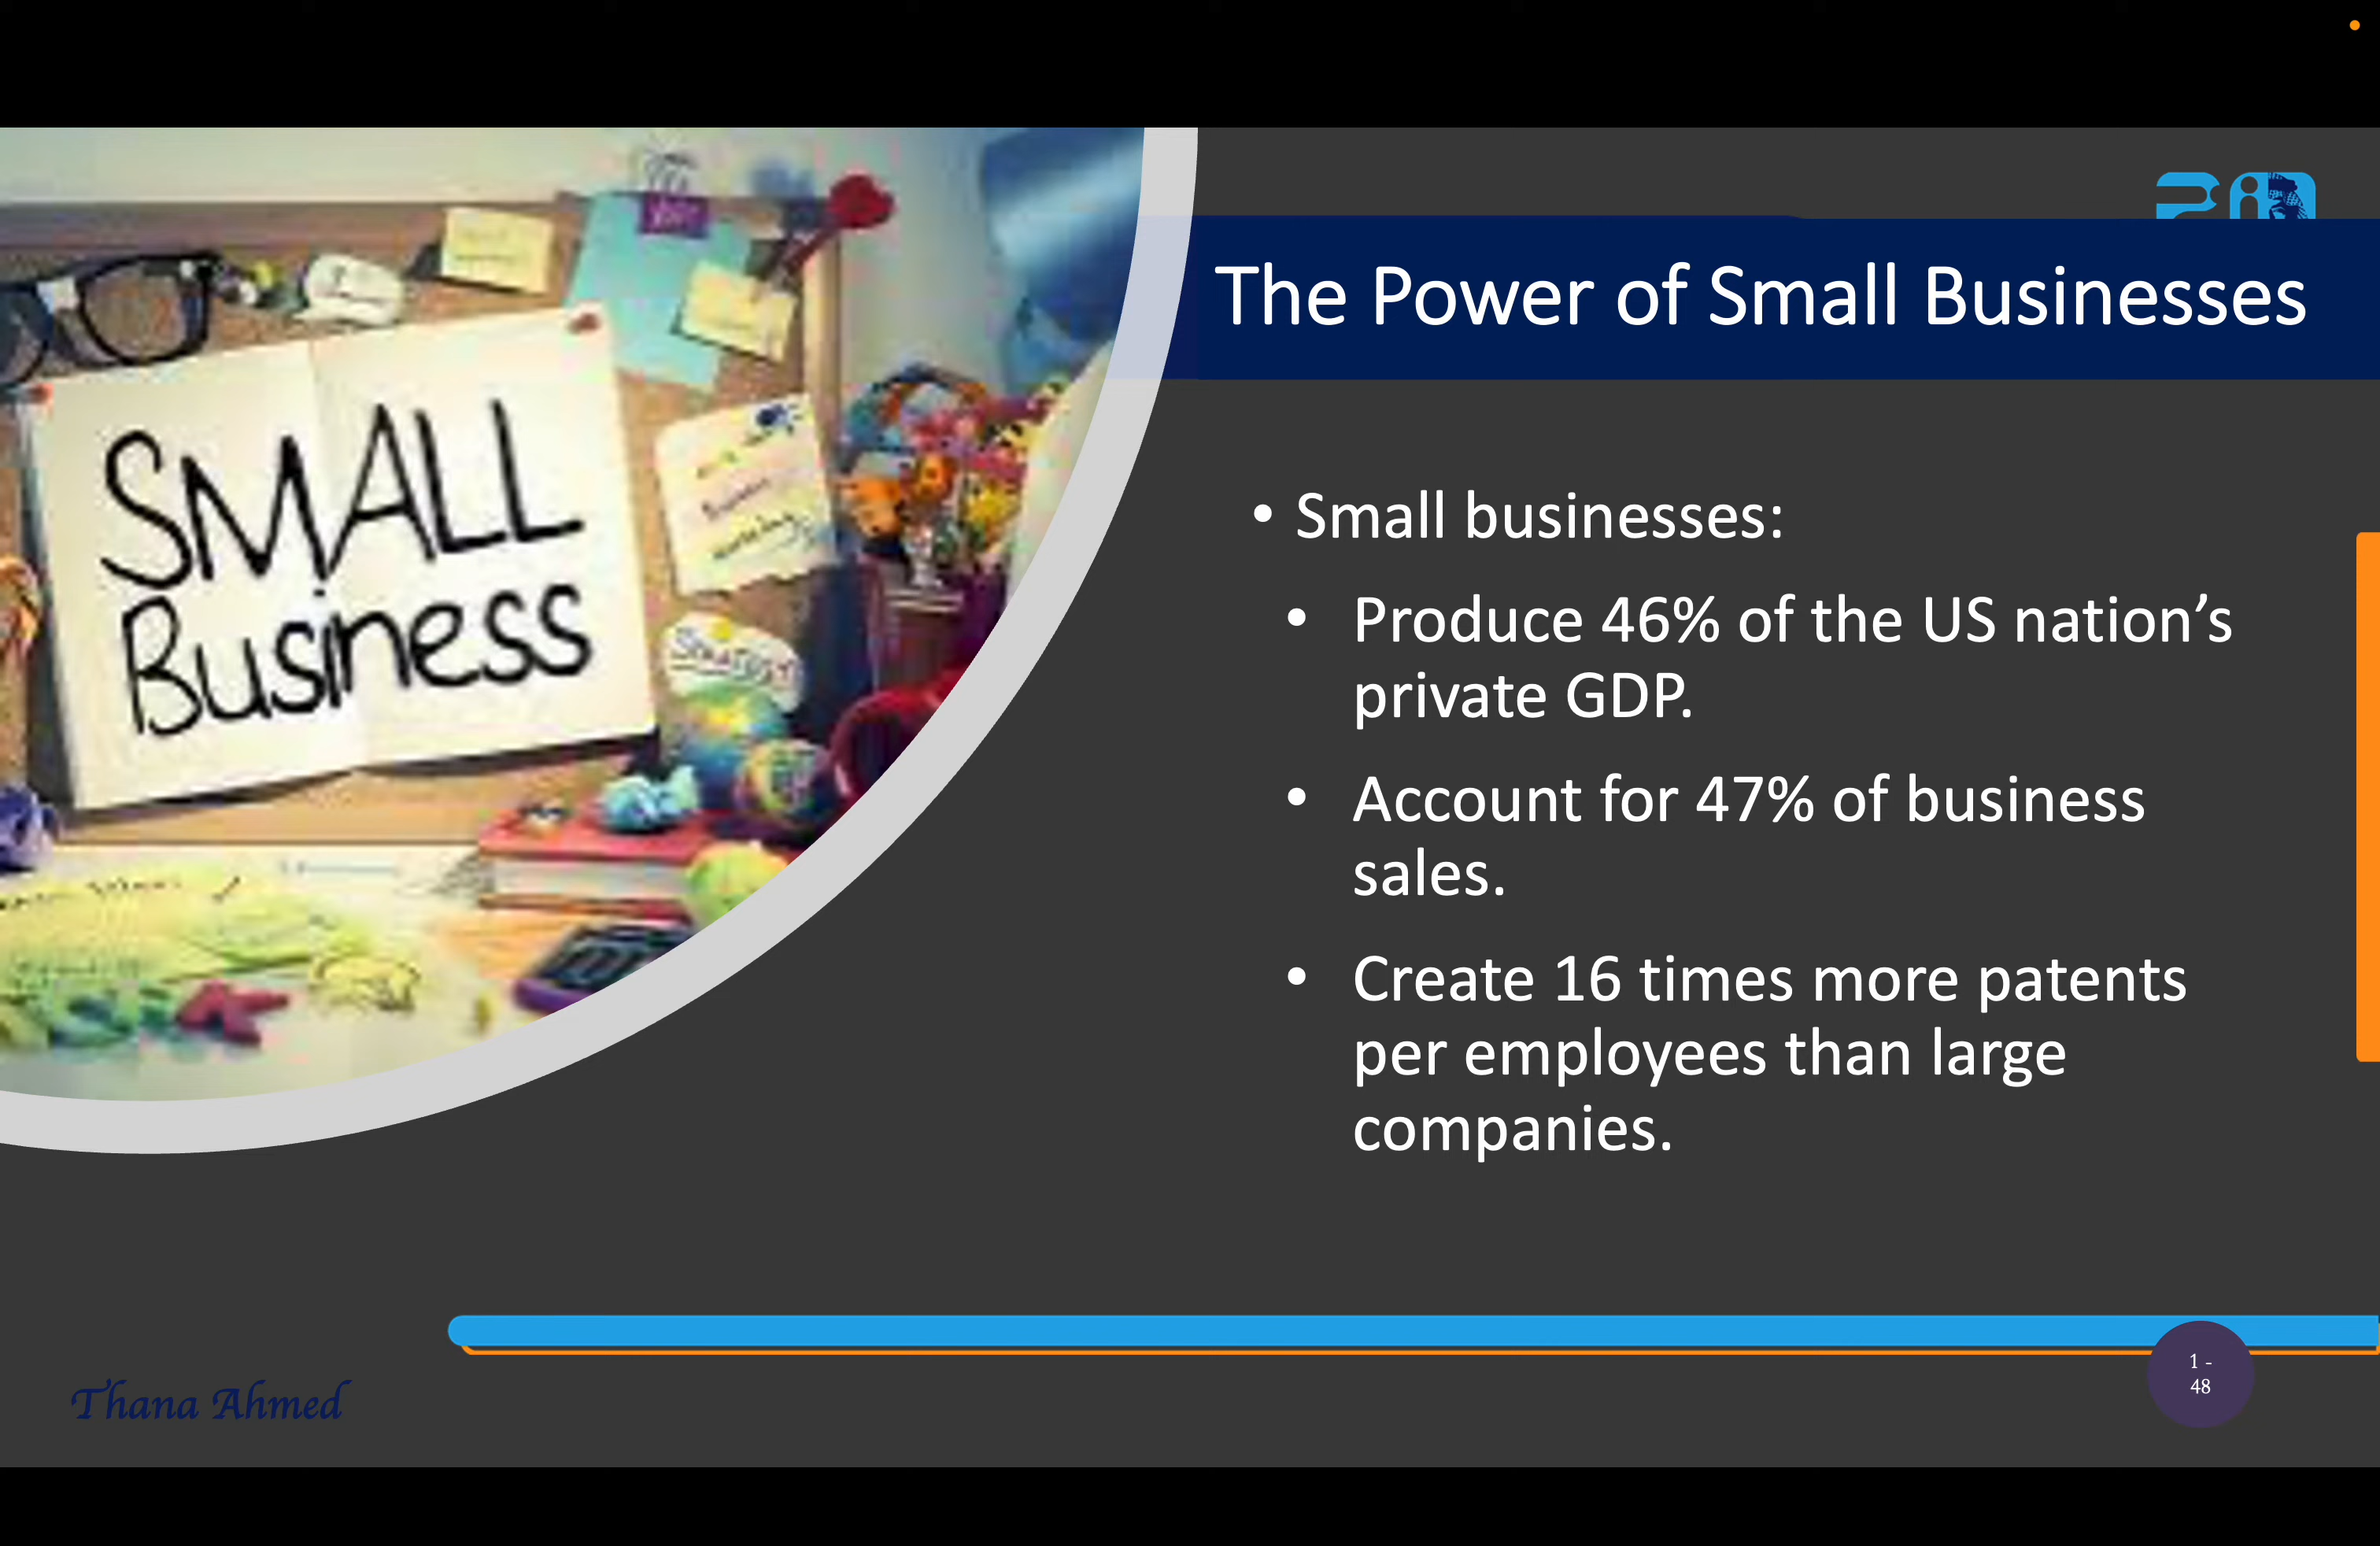 The Power of Small Businesses
SMALL
Business
• Small businesses:
• Produce 46% of the US nation’s
private GDP.
• Account for 47% of business
sales.
• Create 16 times more patents
per employees than large
companies.
Thana Ahmed
1 -
48